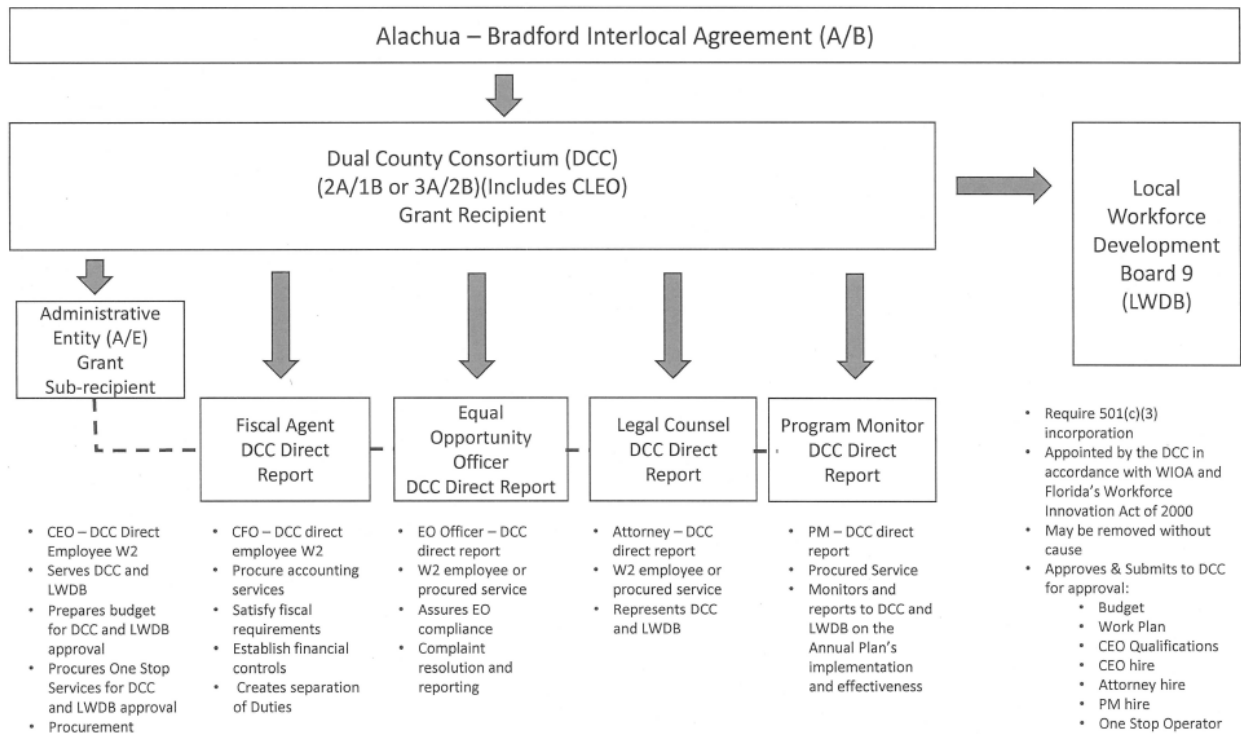 Alachua – Bradford Interlocal Agreement (A/B)
Dual County Consortium (DCC)
(2A/1B or 3A/2B)(Includes CLEO)
Grant Recipient
Local
Workforce
Development
Board 9
(LWDB)
Administrative
Entity (A/E)
Grant
Sub-recipient
Fiscal Agent
DCC Direct
Report
Equal
Opportunity
Officer
DCC Direct Report
Legal Counsel
DCC Direct
Report
Program Monitor
DCC Direct
Report
• CEO – DCC Direct
Employee W2
• Serves DCC and
LWDB
• Prepares budget
for DCC and LWDB
approval
• Procures One Stop
Services for DCC
and LWDB approval
• Procurement
• CFO – DCC direct
employee W2
• Procure accounting
services
• Satisfy fiscal
requirements
• Establish financial
controls
• Creates separation
of Duties
• EO Officer – DCC
direct report
• W2 employee or
procured service
• Assures EO
compliance
• Complaint
resolution and
reporting
• Attorney – DCC
direct report
• W2 employee or
procured service
• Represents DCC
and LWDB
• PM – DCC direct
report
• Procured Service
• Monitors and
reports to DCC and
LWDB on the
Annual Plan's
implementation
and effectiveness
• Require 501(c)(3)
incorporation
• Appointed by the DCC in
accordance with WIOA and
Florida's Workforce
Innovation Act of 2000
• May be removed without
cause
• Approves & Submits to DCC
for approval:
• Budget
• Work Plan
• CEO Qualifications
• CEO hire
• Attorney hire
• PM hire
• One Stop Operator